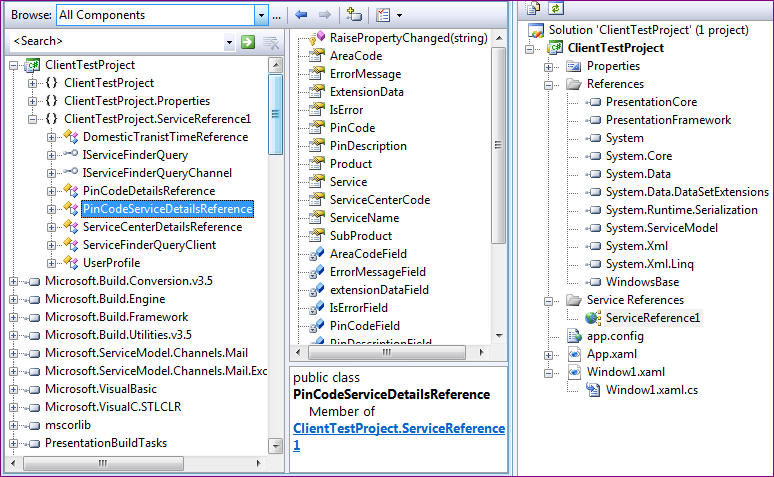 Browse: All Components ...
<Search>
ClientTestProject
{} ClientTestProject
{} ClientTestProject.Properties
{} ClientTestProject.ServiceReference1
DomesticTranistTimeReference
IServiceFinderQuery
IServiceFinderQueryChannel
PinCodeDetailsReference
PinCodeServiceDetailsReference
ServiceCenterDetailsReference
ServiceFinderQueryClient
UserProfile
Microsoft.Build.Conversion.v3.5
Microsoft.Build.Engine
Microsoft.Build.Framework
Microsoft.Build.Utilities.v3.5
Microsoft.ServiceModel.Channels.Mail
Microsoft.ServiceModel.Channels.Mail.Exc
Microsoft.VisualBasic
Microsoft.VisualC.STLCLR
mscorlib
PresentationBuildTasks
RaisePropertyChanged(string)
AreaCode
ErrorMessage
ExtensionData
IsError
PinCode
PinDescription
Product
Service
ServiceCenterCode
ServiceName
SubProduct
AreaCodeField
ErrorMessageField
extensionDataField
IsErrorField
PinCodeField
PinDescriptionField
public class
PinCodeServiceDetailsReference
Member of
ClientTestProject.ServiceReference
1
Solution 'ClientTestProject' (1 project)
ClientTestProject
Properties
References
PresentationCore
PresentationFramework
System
System.Core
System.Data
System.Data.DataSetExtensions
System.Runtime.Serialization
System.ServiceModel
System.Xml
System.Xml.Linq
WindowsBase
Service References
ServiceReference1
app.config
App.xaml
Window1.xaml
Window1.xaml.cs